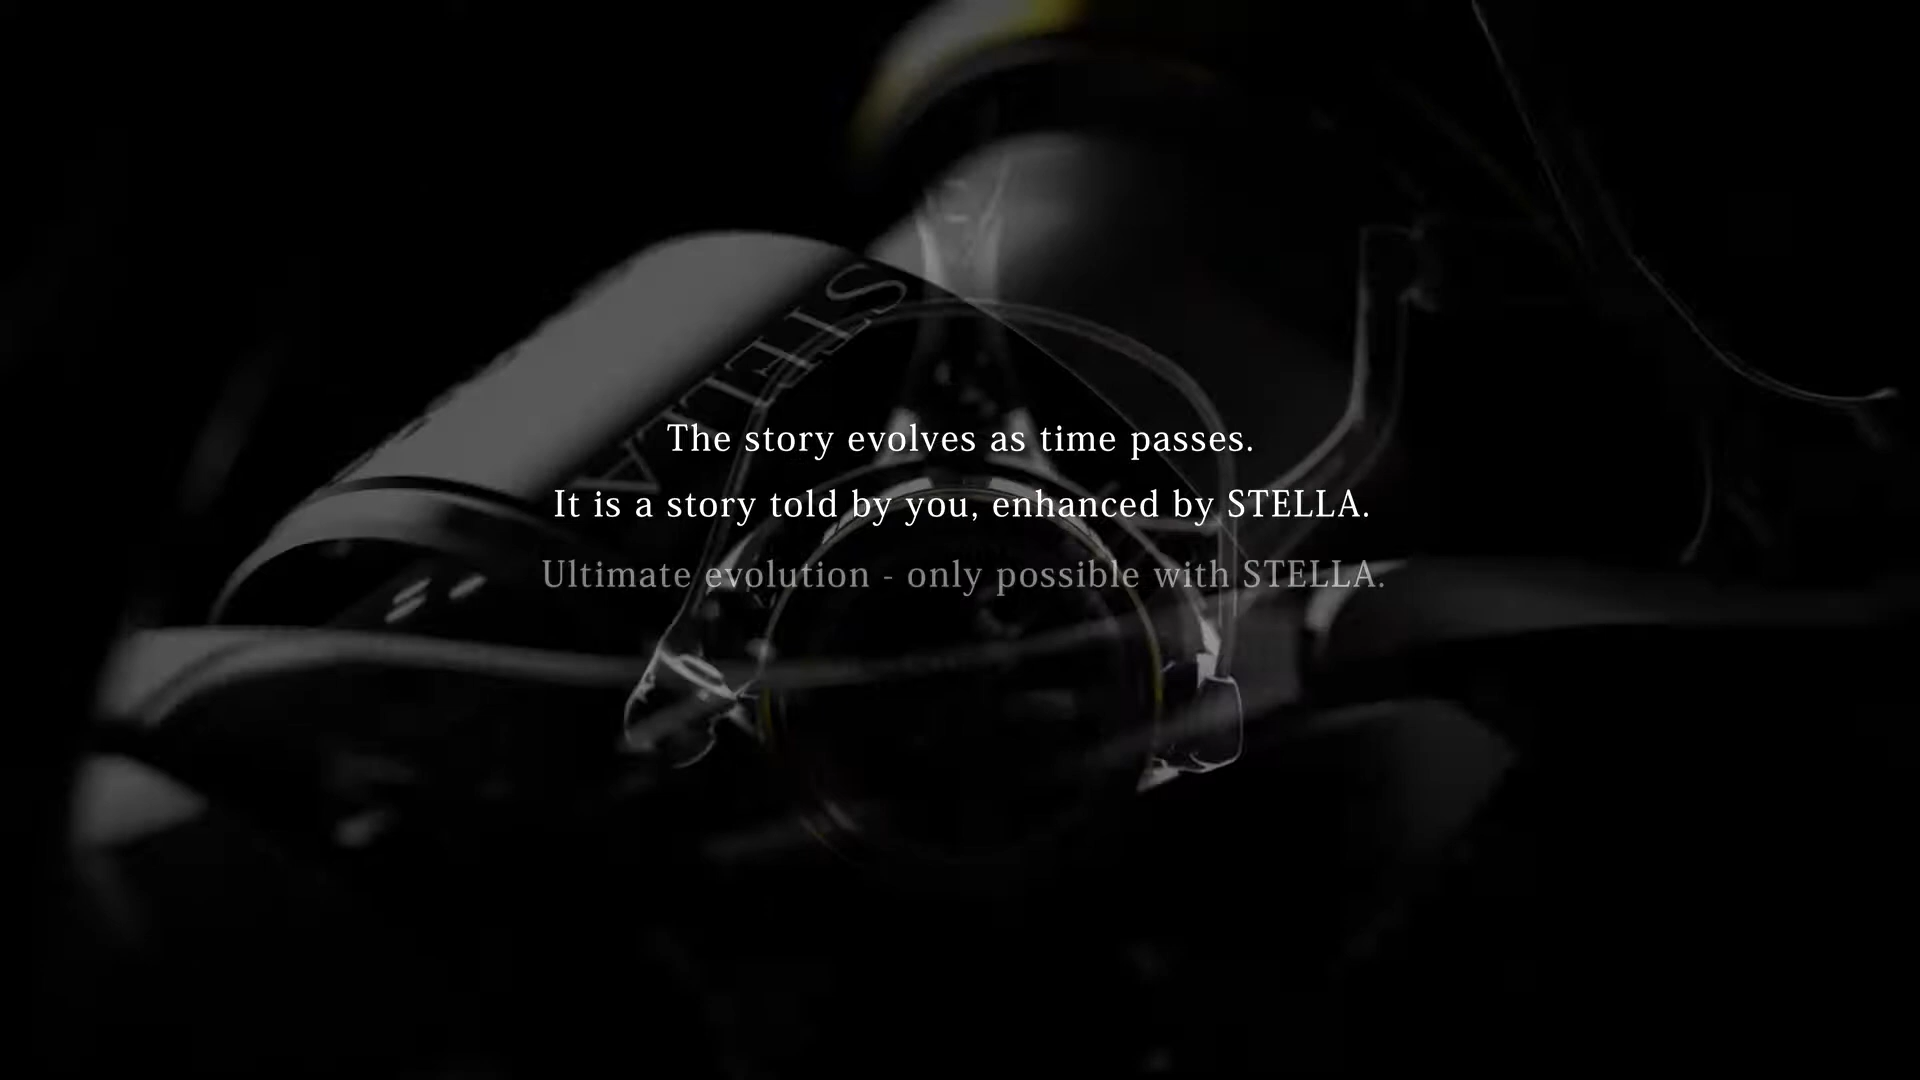 STELLA
The story evolves as time passes.
It is a story told by you, enhanced by STELLA.
Ultimate evolution - only possible with STELLA.